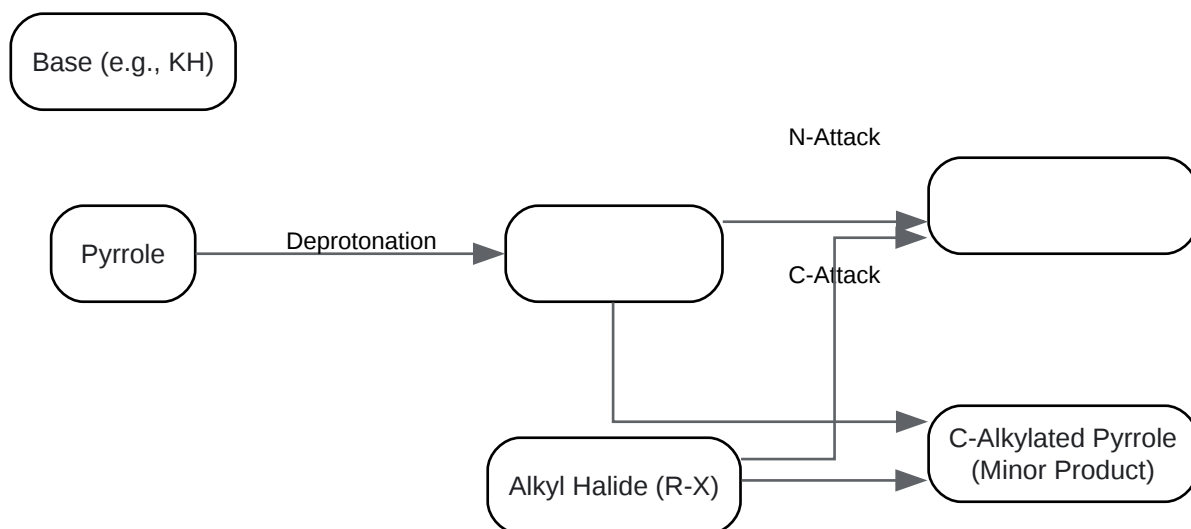 Base (e.g., KH)
N-Attack
Pyrrole
Deprotonation
C-Attack
C-Alkylated Pyrrole
(Minor Product)
Alkyl Halide (R-X)